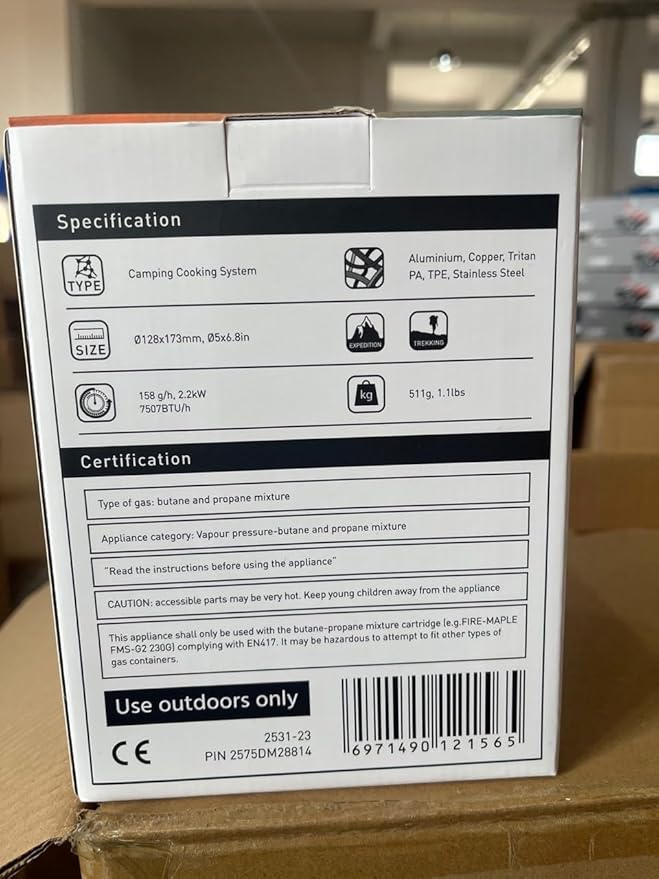 Specification
TYPE
Camping Cooking System
Aluminium, Copper, Tritan
PA, TPE, Stainless Steel
SIZE
Ø128x173mm, Ø5x6.8in
EXPEDITION
TREKKING
158 g/h, 2.2kW
7507BTU/h
kg
511g, 1.1lbs
Certification
Type of gas: butane and propane mixture
Appliance category: Vapour pressure-butane and propane mixture
"Read the instructions before using the appliance"
CAUTION: accessible parts may be very hot. Keep young children away from the appliance
This appliance shall only be used with the butane-propane mixture cartridge (e.g.FIRE-MAPLE
FMS-G2 230G) complying with EN417. It may be hazardous to attempt to fit other types of
gas containers.
Use outdoors only
CE
2531-23
PIN 2575DM28814
6971490121565